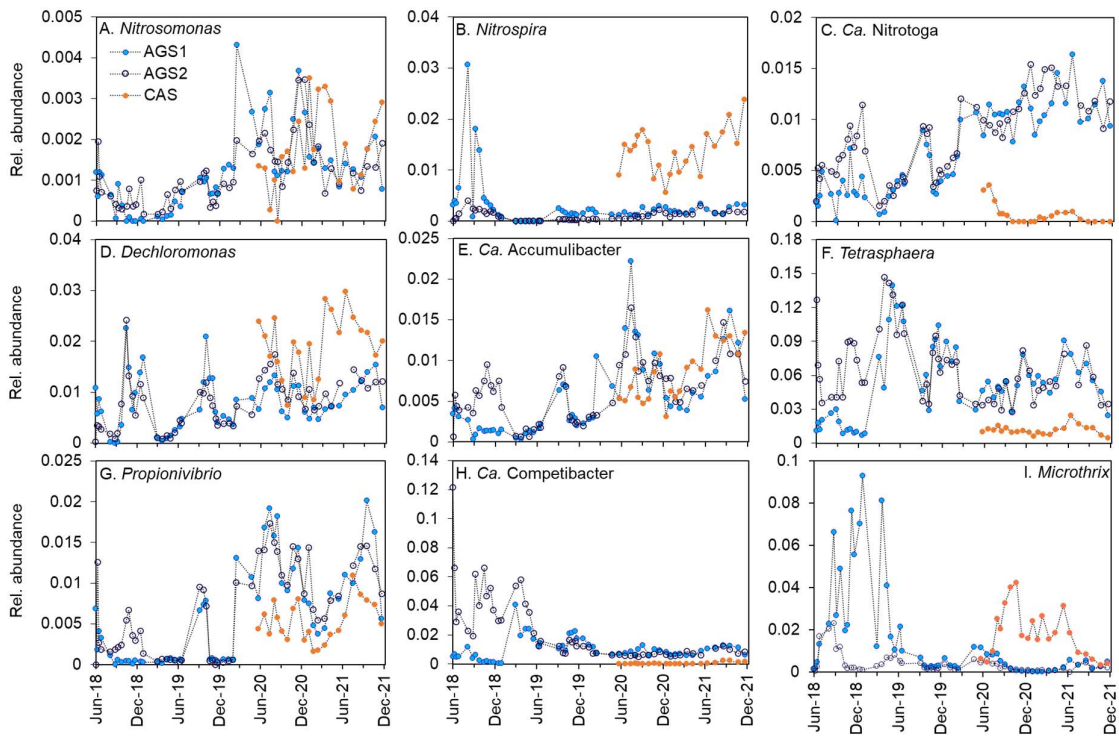 0.005
0.004
0.003
0.002
0.001
0
Rel. abundance
A. Nitrosomonas
AGS1
AGS2
CAS
0.04
0.03
0.02
0.01
0
B. Nitrospira
0.02
0.015
0.01
0.005
0
C. Ca. Nitrotoga
0.04
0.03
0.02
0.01
0
Rel. abundance
D. Dechloromonas
0.025
0.02
0.015
0.01
0.005
0
E. Ca. Accumulibacter
0.18
0.15
0.12
0.09
0.06
0.03
0
F. Tetrasphaera
0.025
0.02
0.015
0.01
0.005
0
Rel. abundance
G. Propionivibrio
Jun-18
Dec-18
Jun-19
Dec-19
Jun-20
Dec-20
Jun-21
Dec-21
0.14
0.12
0.1
0.08
0.06
0.04
0.02
0
H. Ca. Competibacter
Jun-18
Dec-18
Jun-19
Dec-19
Jun-20
Dec-20
Jun-21
Dec-21
0.1
0.08
0.06
0.04
0.02
0
I. Microthrix
Jun-18
Dec-18
Jun-19
Dec-19
Jun-20
Dec-20
Jun-21
Dec-21